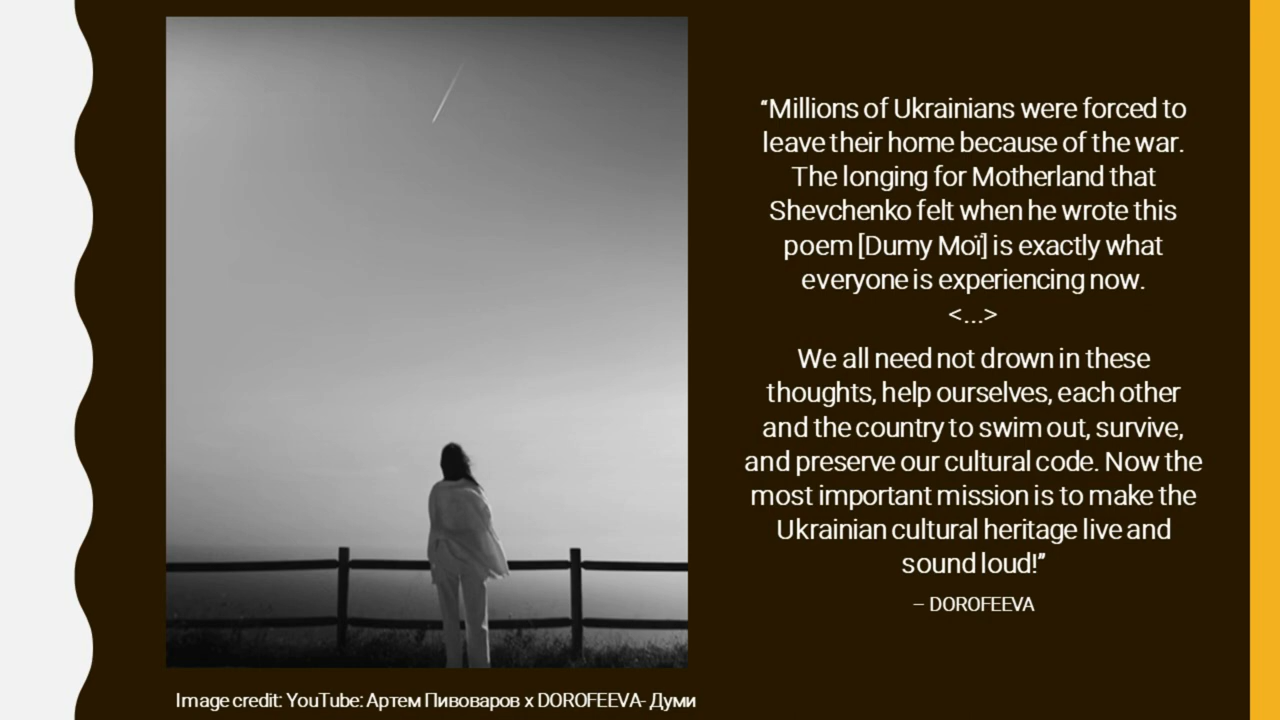 “Millions of Ukrainians were forced to
leave their home because of the war.
The longing for Motherland that
Shevchenko felt when he wrote this
poem [Dumy Moï] is exactly what
everyone is experiencing now.
<...>
We all need not drown in these
thoughts, help ourselves, each other
and the country to swim out, survive,
and preserve our cultural code. Now the
most important mission is to make the
Ukrainian cultural heritage live and
sound loud!”
– DOROFEEVA
Image credit: YouTube: Артем Пивоваров x DOROFEEVA- Думи